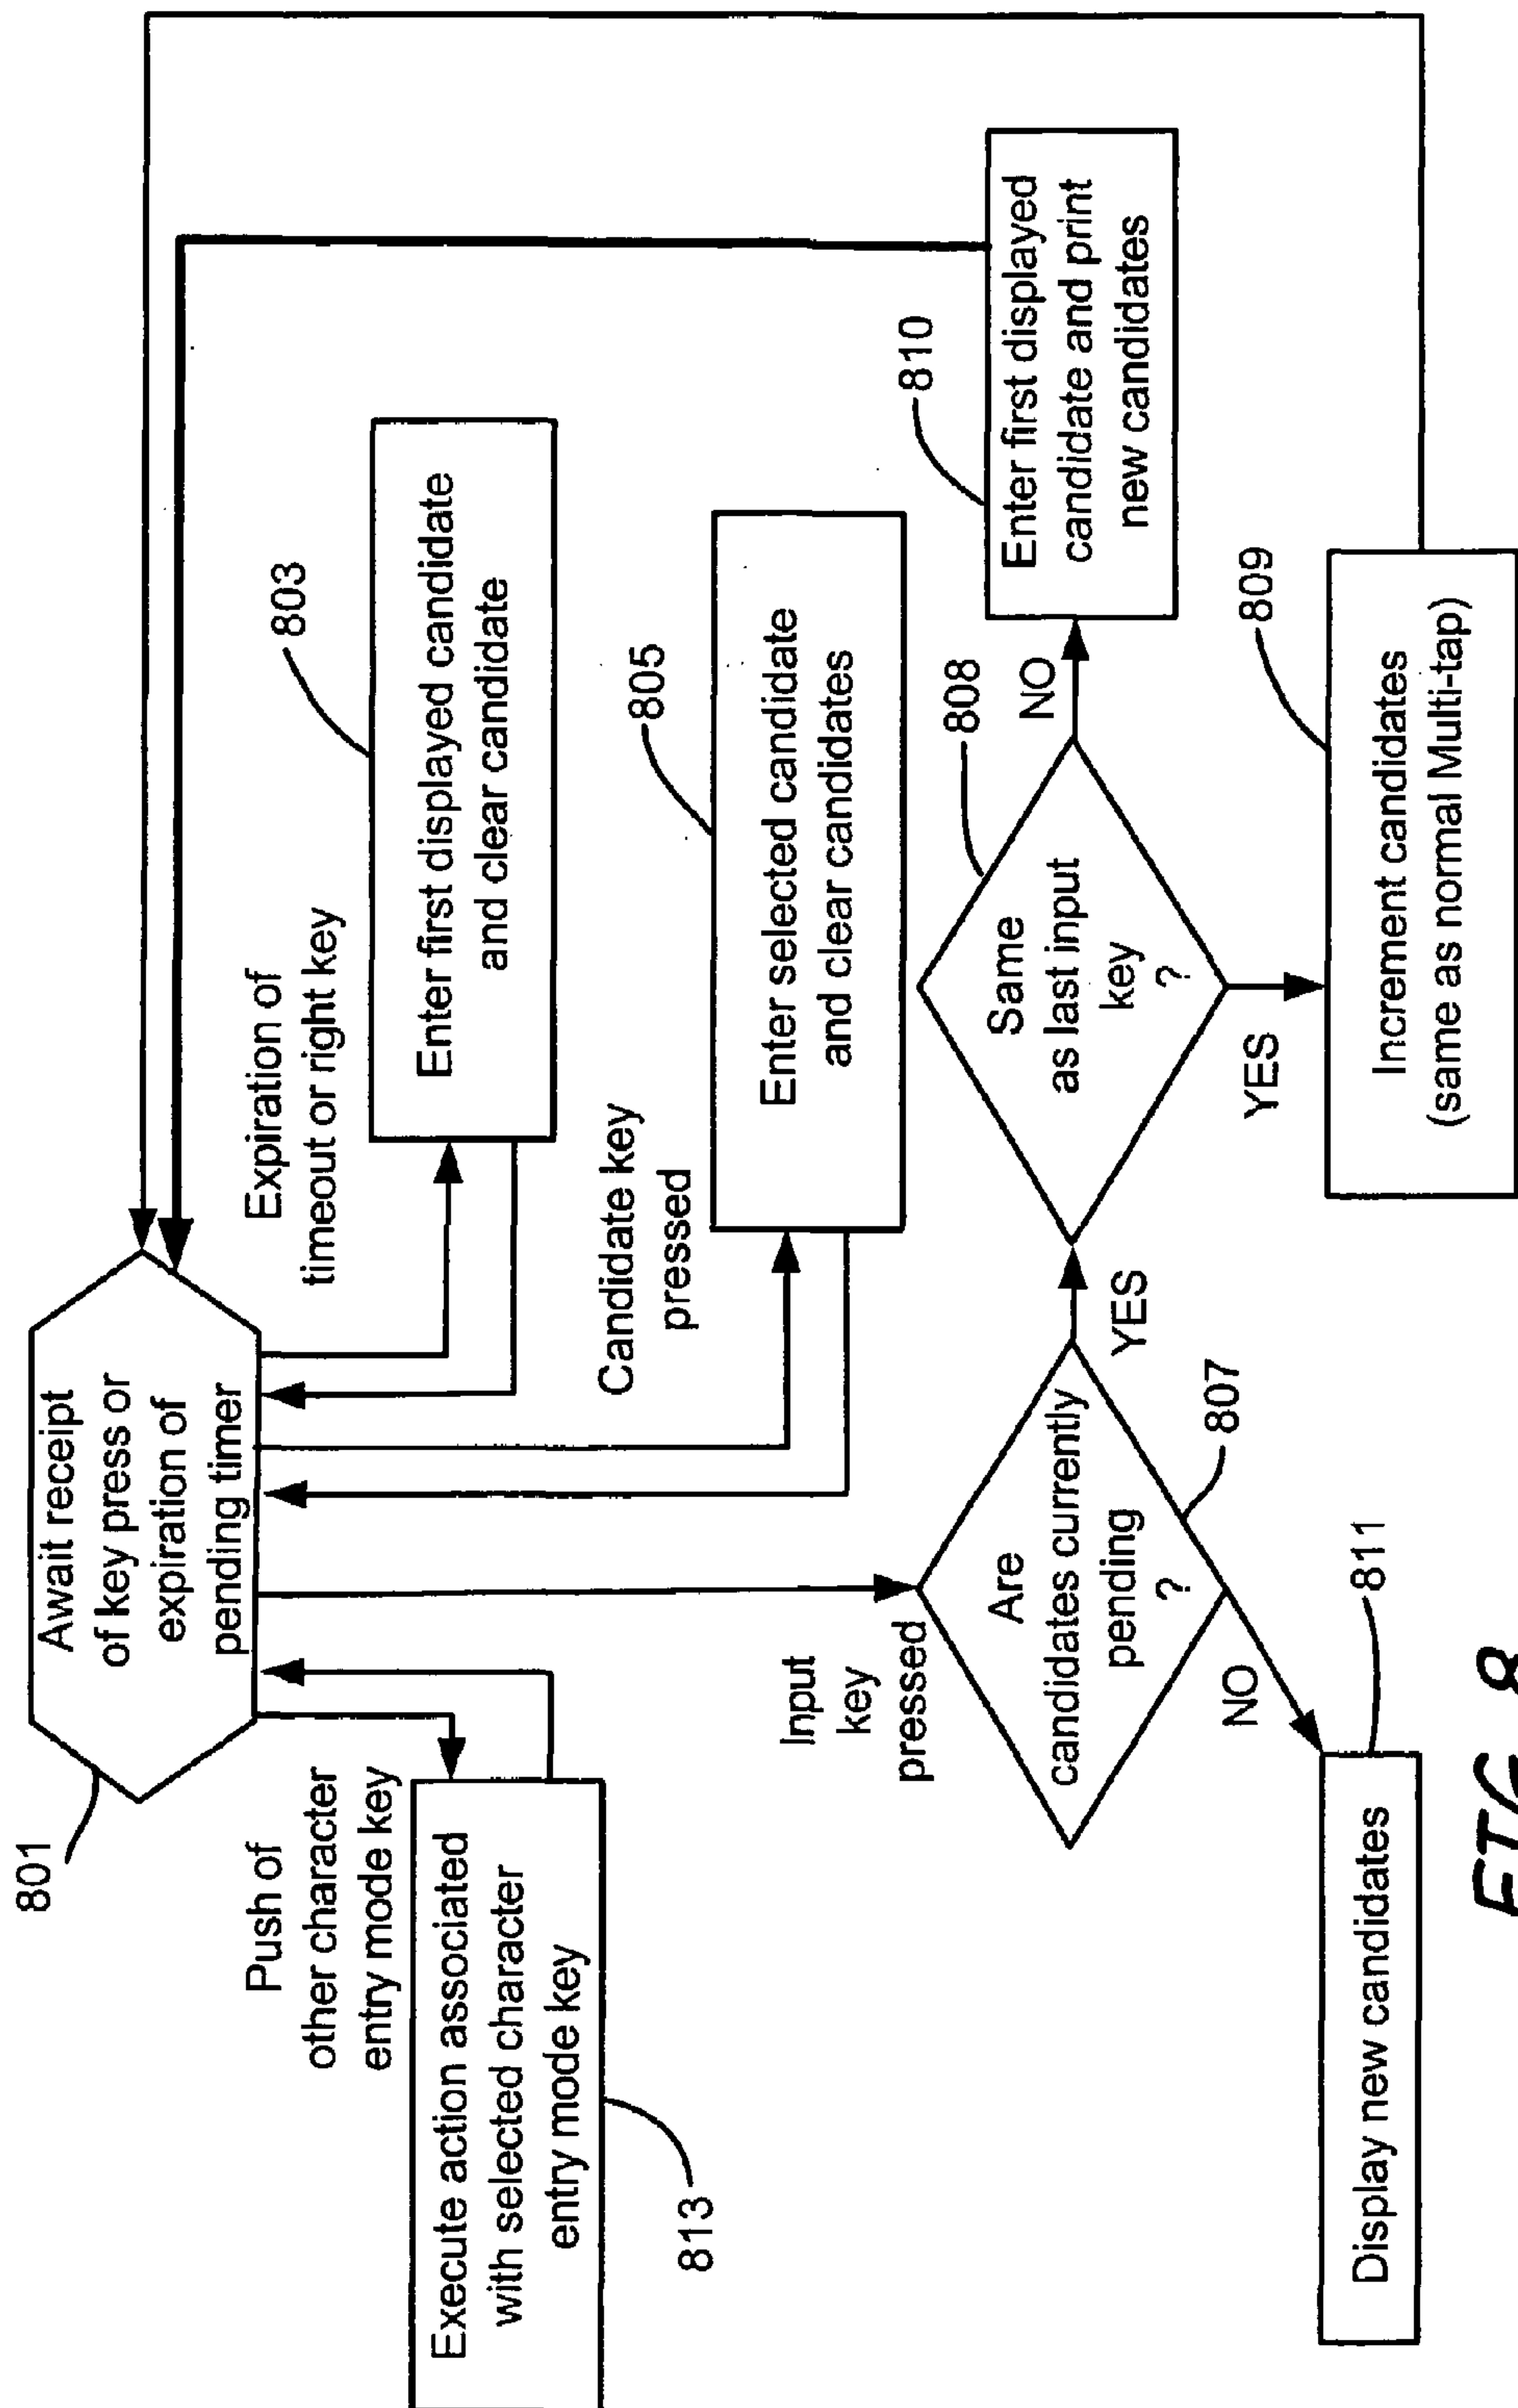 801
Await receipt
of key press or
expiration of
pending timer
Push of
other character
entry mode key
Execute action associated
with selected character
entry mode key
813
Expiration of
timeout or right key
803
Enter first displayed candidate
and clear candidate
Candidate key
pressed
805
Enter selected candidate
and clear candidates
Input
key
pressed
Are
candidates currently
pending
?
807
YES
NO
Same
as last input
key
?
808
NO
YES
810
Enter first displayed
candidate and print
new candidates
809
Increment candidates
(same as normal Multi-tap)
811
Display new candidates
FIG 8